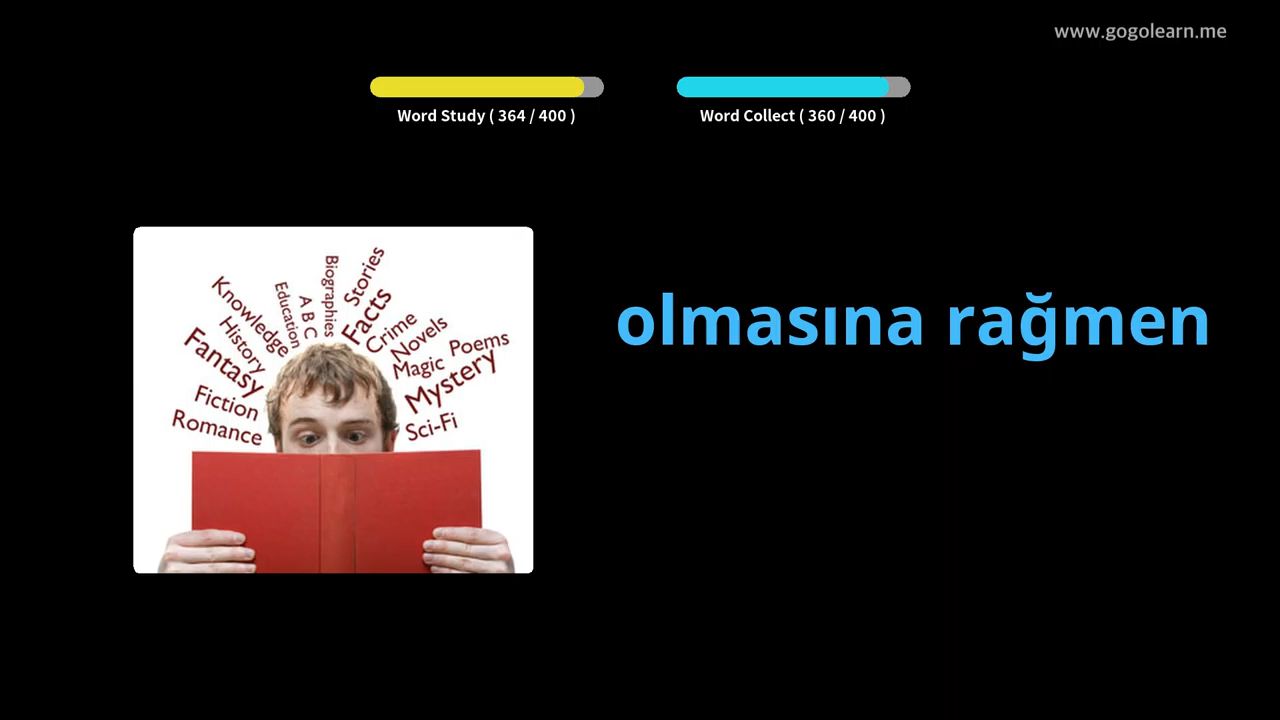 www.gogolearn.me
Word Study ( 364 / 400 )
Word Collect ( 360 / 400 )
olmasına rağmen
Biographies
Stories
Education
A B C
Facts
Knowledge
Crime
History
Novels
Fantasy
Magic
Poems
Mystery
Fiction
Romance
Sci-Fi